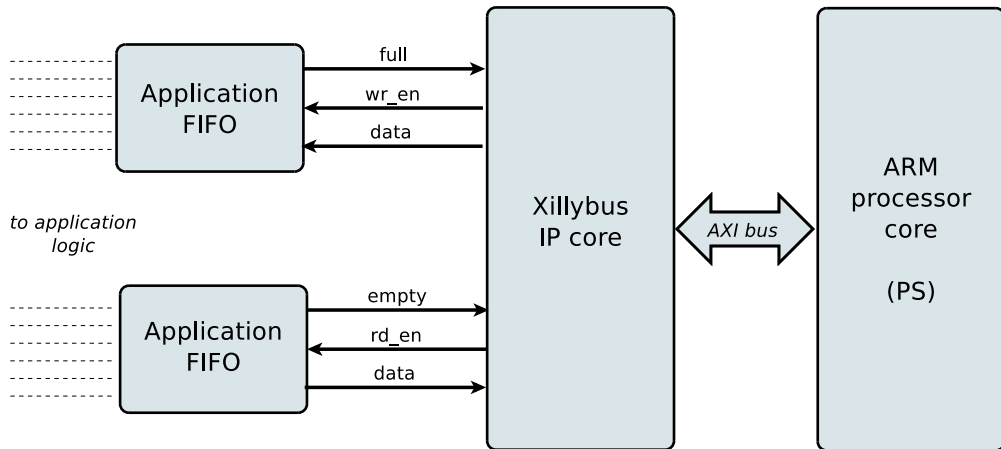 full
wr_en
data
Application
FIFO
to application
logic
empty
rd_en
data
Application
FIFO
Xillybus
IP core
AXI bus
ARM
processor
core
(PS)